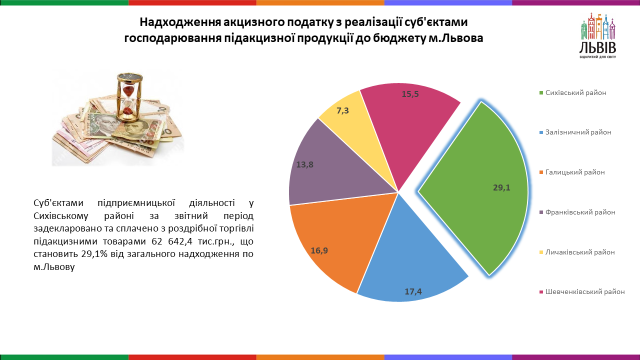 Надходження акцизного податку з реалізації суб'єктами
господарювання підакцизної продукції до бюджету м.Львова
ЛЬВІВ
відкритий для світу
Суб'єктами підприємницької діяльності у
Сихівському районі за звітний період
задекларовано та сплачено з роздрібної торгівлі
підакцизними товарами 62 642,4 тис.грн., що
становить 29,1% від загального надходження по
м.Львову
29,1
17,4
16,9
13,8
7,3
15,5
Сихівський район
Залізничний район
Галицький район
Франківський район
Личаківський район
Шевченківський район